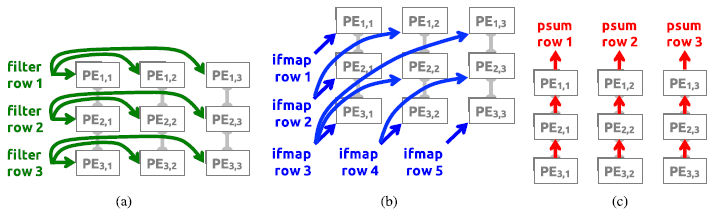 filter
row 1
filter
row 2
filter
row 3
PE1,1
PE1,2
PE1,3
PE2,1
PE2,2
PE2,3
PE3,1
PE3,2
PE3,3
(a)
ifmap
row 1
ifmap
row 2
ifmap
row 3
ifmap
row 4
ifmap
row 5
PE1,1
PE1,2
PE1,3
PE2,1
PE2,2
PE2,3
PE3,1
PE3,2
PE3,3
(b)
psum
row 1
psum
row 2
psum
row 3
PE1,1
PE1,2
PE1,3
PE2,1
PE2,2
PE2,3
PE3,1
PE3,2
PE3,3
(c)